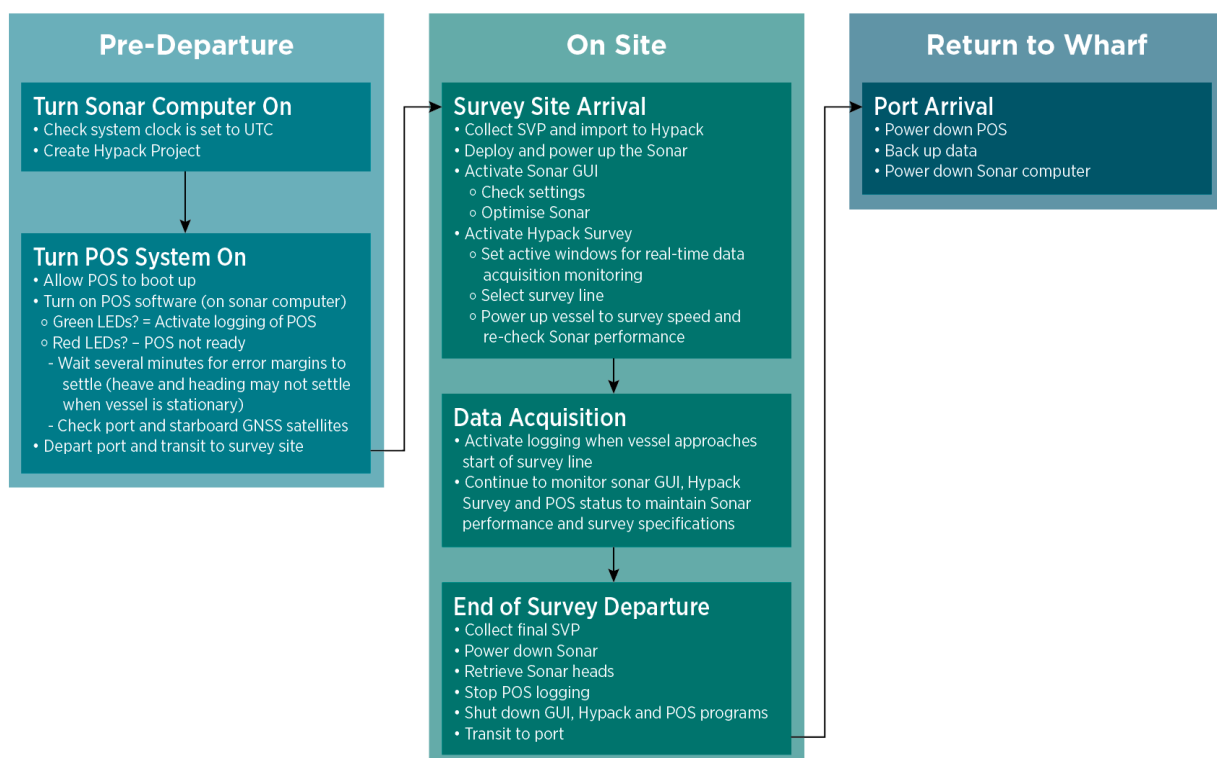 Pre-Departure
Turn Sonar Computer On
• Check system clock is set to UTC
• Create Hypack Project
Turn POS System On
• Allow POS to boot up
• Turn on POS software (on sonar computer)
○ Green LEDs? = Activate logging of POS
○ Red LEDs? – POS not ready
- Wait several minutes for error margins to
settle (heave and heading may not settle
when vessel is stationary)
- Check port and starboard GNSS satellites
• Depart port and transit to survey site
On Site
Survey Site Arrival
• Collect SVP and import to Hypack
• Deploy and power up the Sonar
• Activate Sonar GUI
○ Check settings
○ Optimise Sonar
• Activate Hypack Survey
○ Set active windows for real-time data
acquisition monitoring
○ Select survey line
○ Power up vessel to survey speed and
re-check Sonar performance
Data Acquisition
• Activate logging when vessel approaches
start of survey line
• Continue to monitor sonar GUI, Hypack
Survey and POS status to maintain Sonar
performance and survey specifications
End of Survey Departure
• Collect final SVP
• Power down Sonar
• Retrieve Sonar heads
• Stop POS logging
• Shut down GUI, Hypack and POS programs
• Transit to port
Return to Wharf
Port Arrival
• Power down POS
• Back up data
• Power down Sonar computer